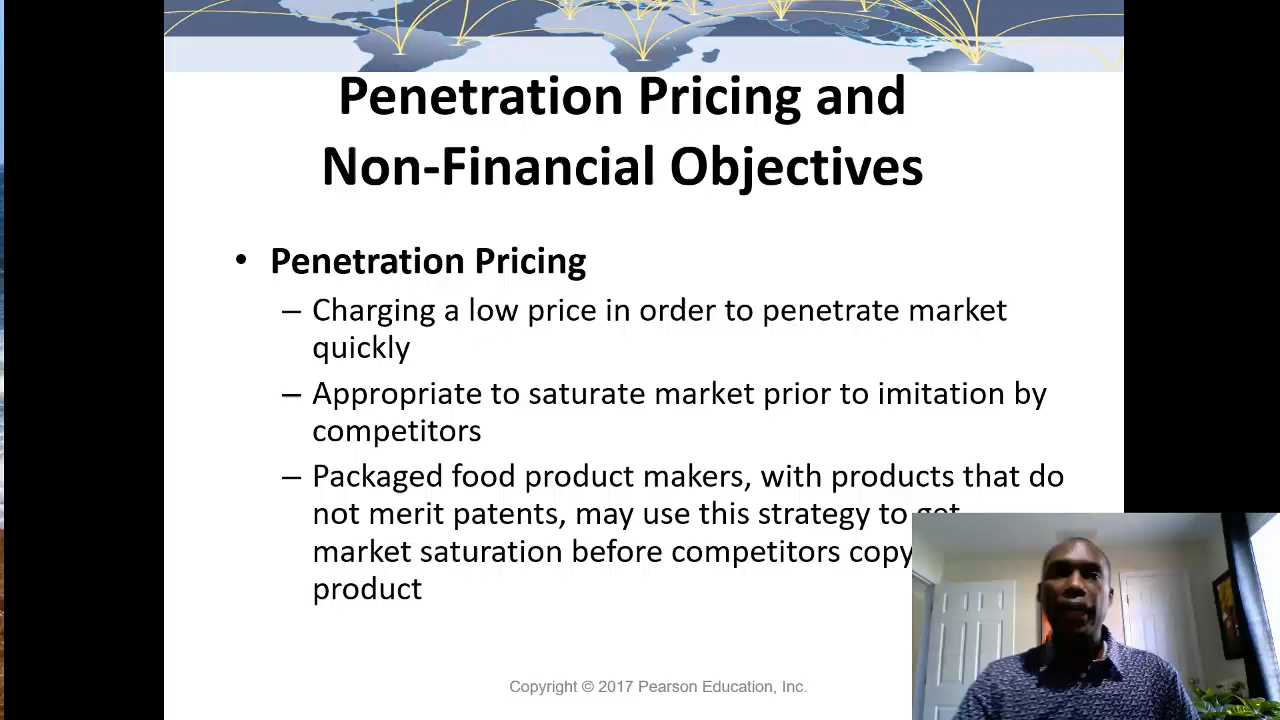 Penetration Pricing and
Non-Financial Objectives
• Penetration Pricing
– Charging a low price in order to penetrate market
quickly
– Appropriate to saturate market prior to imitation by
competitors
– Packaged food product makers, with products that do
not merit patents, may use this strategy to get
market saturation before competitors copy
product
Copyright © 2017 Pearson Education, Inc.